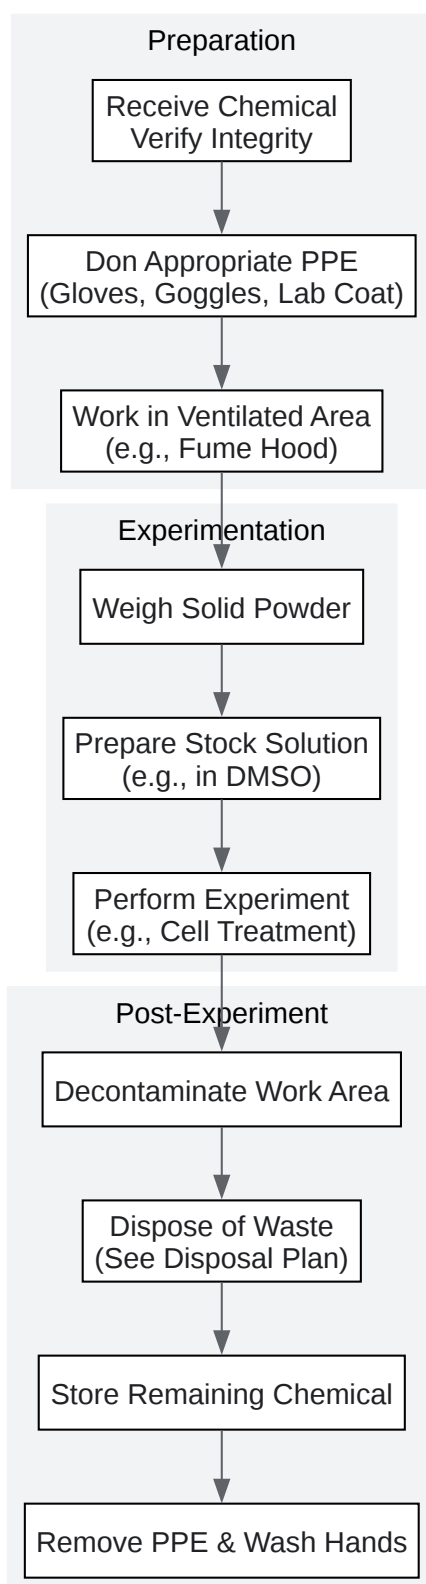 Preparation
Receive Chemical
Verify Integrity
Don Appropriate PPE
(Gloves, Goggles, Lab Coat)
Work in Ventilated Area
(e.g., Fume Hood)
Experimentation
Weigh Solid Powder
Prepare Stock Solution
(e.g., in DMSO)
Perform Experiment
(e.g., Cell Treatment)
Post-Experiment
Decontaminate Work Area
Dispose of Waste
(See Disposal Plan)
Store Remaining Chemical
Remove PPE & Wash Hands